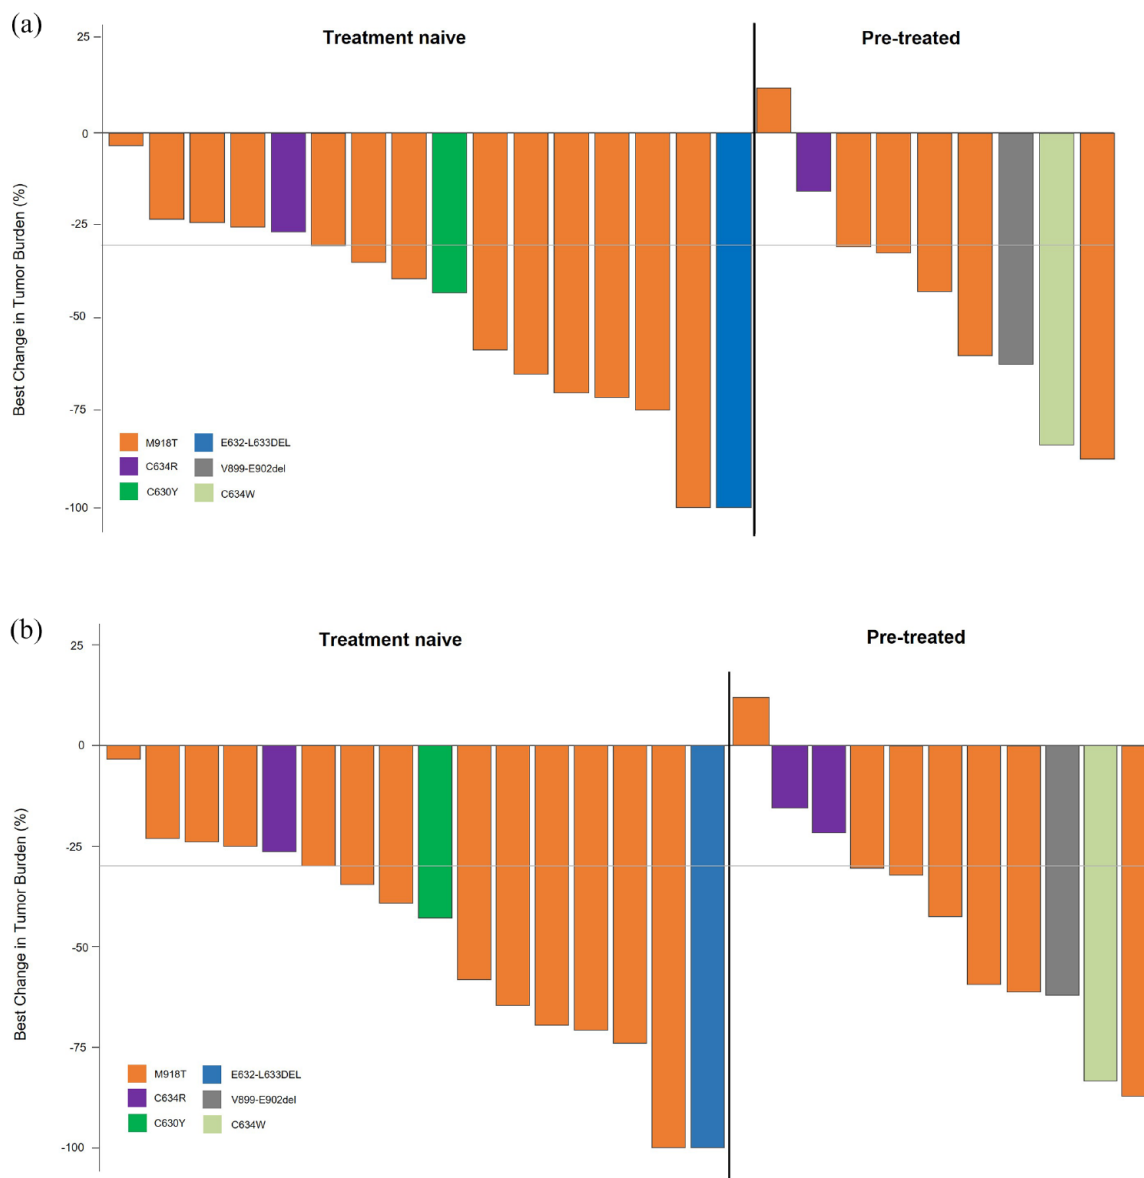 (a)
Treatment naive
Pre-treated
25
0
-25
-50
-75
-100
Best Change in Tumor Burden (%)
M918T
E632-L633DEL
C634R
V899-E902del
C630Y
C634W
(b)
Treatment naive
Pre-treated
25
0
-25
-50
-75
-100
Best Change in Tumor Burden (%)
M918T
E632-L633DEL
C634R
V899-E902del
C630Y
C634W